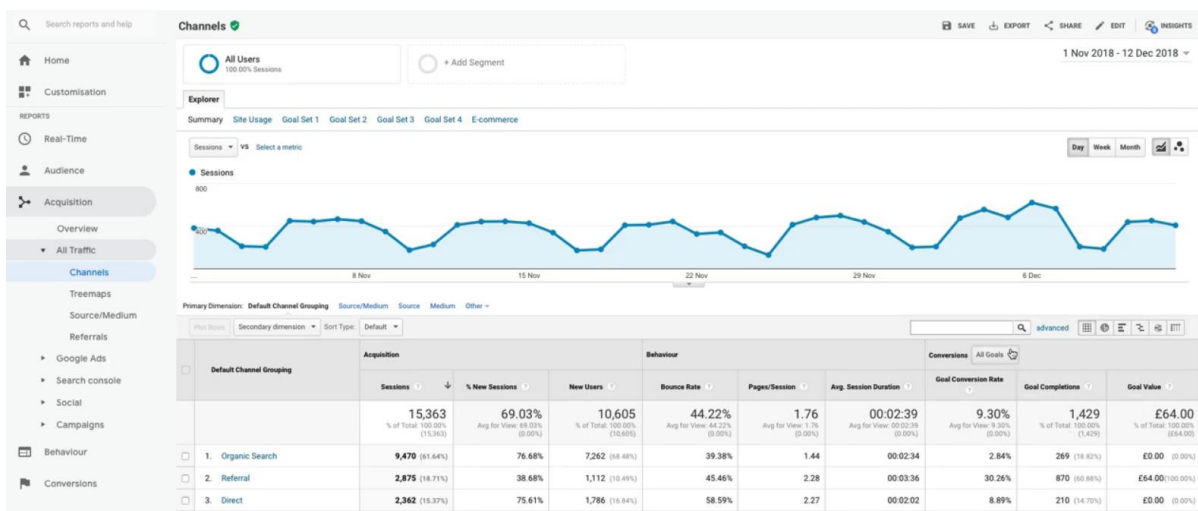 Search reports and help
Channels
SAVE EXPORT SHARE EDIT INSIGHTS
Home
Customisation
REPORTS
Real-Time
Audience
Acquisition
Overview
All Traffic
Channels
Treemaps
Source/Medium
Referrals
Google Ads
Search console
Social
Campaigns
Behaviour
Conversions
All Users
100.00% Sessions
+ Add Segment
1 Nov 2018 - 12 Dec 2018
Explorer
Summary Site Usage Goal Set 1 Goal Set 2 Goal Set 3 Goal Set 4 E-commerce
Sessions VS Select a metric
Day Week Month
Sessions
800
400
... 8 Nov 15 Nov 22 Nov 29 Nov 6 Dec
Primary Dimension: Default Channel Grouping Source/Medium Source Medium Other
Plot Rows Secondary dimension Sort Type: Default advanced
Default Channel Grouping Acquisition Behaviour Conversions All Goals
Sessions % New Sessions New Users Bounce Rate Pages/Session Avg. Session Duration Goal Conversion Rate Goal Completions Goal Value
15,363 69.03% 10,605 44.22% 1.76 00:02:39 9.30% 1,429 £64.00
% of Total: 100.00% Avg for View: 69.03% % of Total: 100.00% Avg for View: 44.22% Avg for View: 1.76 Avg for View: 00:02:39 Avg for View: 9.30% % of Total: 100.00% % of Total: 100.00%
(15,363) (0.00%) (10,605) (0.00%) (0.00%) (0.00%) (0.00%) (1,429) (£64.00)
1. Organic Search 9,470 (61.64%) 76.68% 7,262 (68.48%) 39.38% 1.44 00:02:34 2.84% 269 (18.82%) £0.00 (0.00%)
2. Referral 2,875 (18.71%) 38.68% 1,112 (10.49%) 45.46% 2.28 00:03:36 30.26% 870 (60.88%) £64.00(100.00%)
3. Direct 2,362 (15.37%) 75.61% 1,786 (16.84%) 58.59% 2.27 00:02:02 8.89% 210 (14.70%) £0.00 (0.00%)